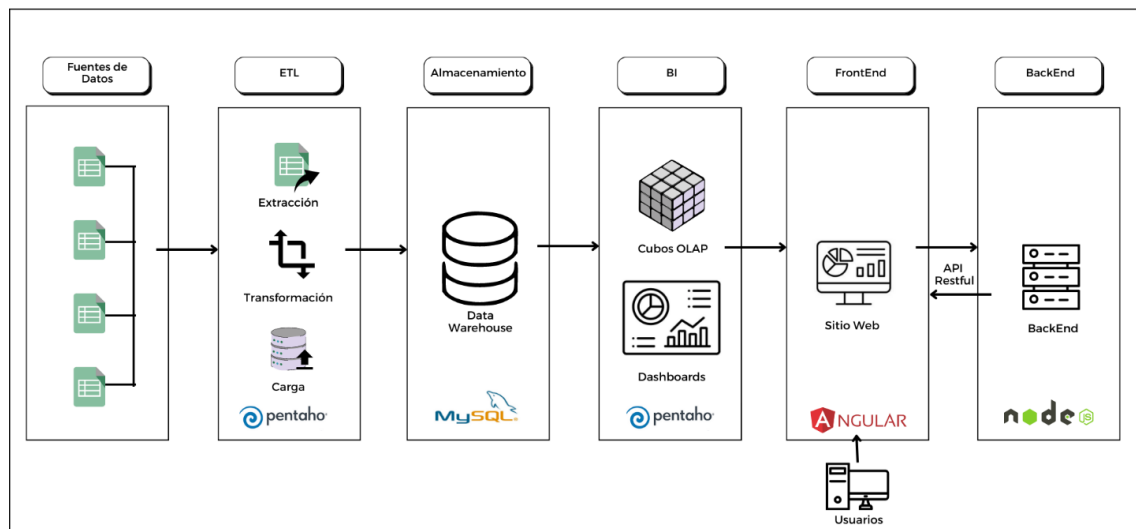 Fuentes de
Datos
ETL
Almacenamiento
BI
FrontEnd
BackEnd
Extracción
Transformación
Carga
pentaho
Data
Warehouse
MySQL
Cubos OLAP
Dashboards
pentaho
Sitio Web
ANGULAR
API
Restful
BackEnd
node
JS
Usuarios